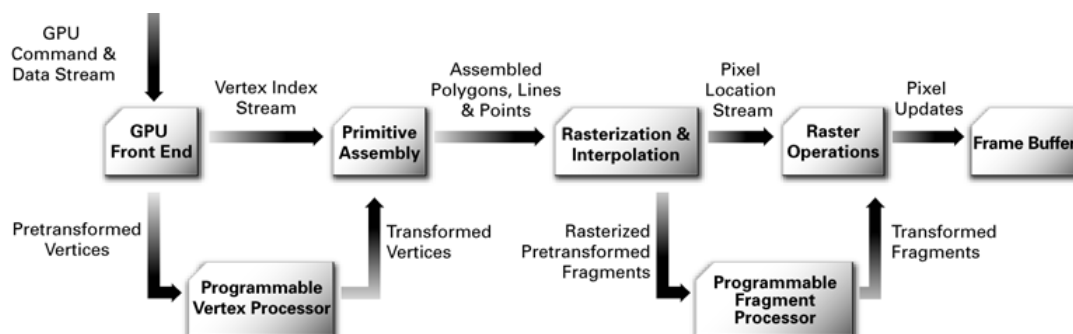 GPU
Command &
Data Stream
Vertex Index
Stream
Assembled
Polygons, Lines
& Points
Pixel
Location
Stream
Pixel
Updates
GPU
Front End
Primitive
Assembly
Rasterization &
Interpolation
Raster
Operations
Frame Buffer
Pretransformed
Vertices
Transformed
Vertices
Rasterized
Pretransformed
Fragments
Transformed
Fragments
Programmable
Vertex Processor
Programmable
Fragment
Processor